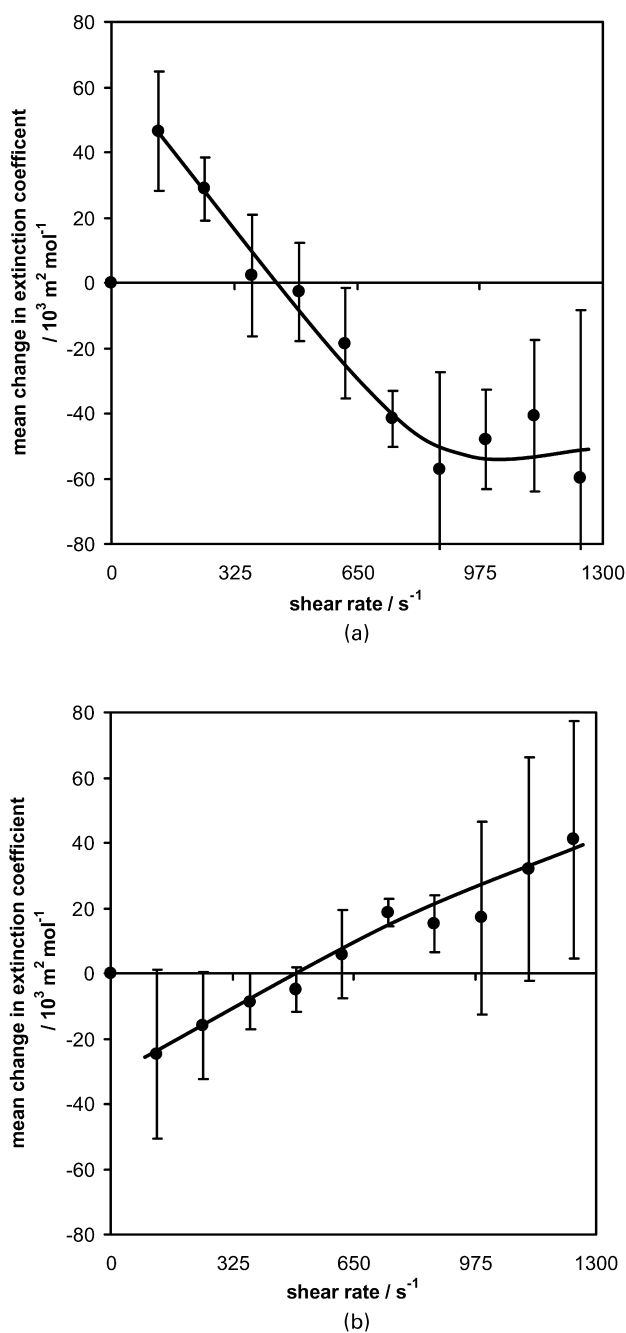 mean change in extinction coefficent
/ 10³ m² mol⁻¹
80
60
40
20
0
-20
-40
-60
-80
0 325 650 975 1300
shear rate / s⁻¹
(a)
mean change in extinction coefficient
/ 10³ m² mol⁻¹
80
60
40
20
0
-20
-40
-60
-80
0 325 650 975 1300
shear rate / s⁻¹
(b)